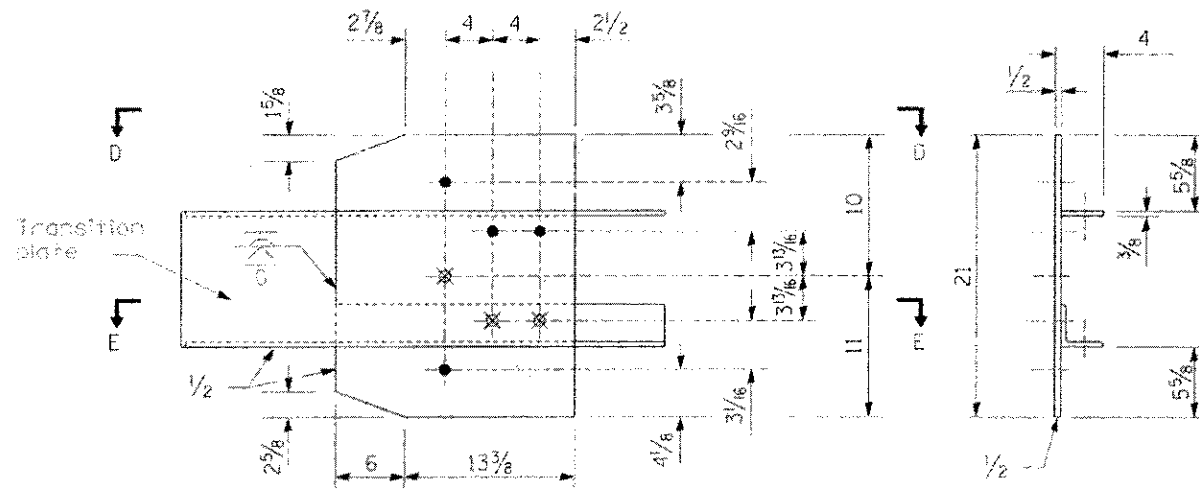 2⅞ 4 4 2½ 4
½
1⅝ 3⅝ 2⁹⁄₁₆
D D
5⅝
Transition
plate
10
6
3¹³⁄₁₆ ⅜
3¹³⁄₁₆ 21
E E
11
½
3¹⁄₁₆ 5⅝
2⅝ 4⅛
6 13⅜ ½